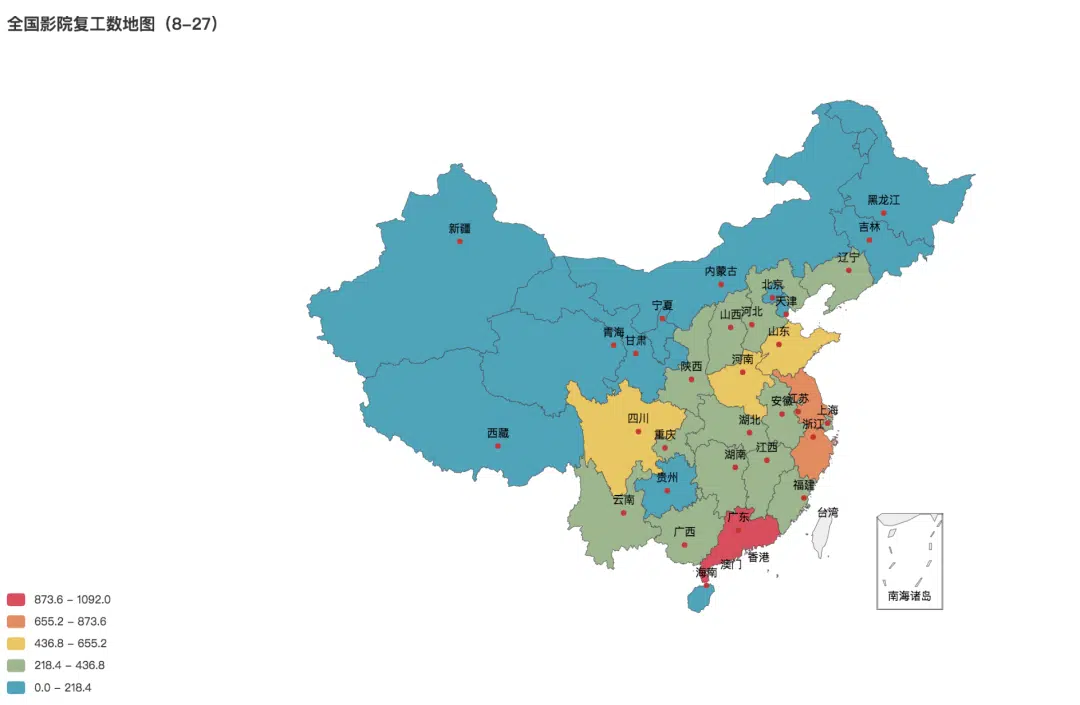 全国影院复工数地图（8-27）
黑龙江
吉林
新疆
辽宁
内蒙古
北京
天津
宁夏
山西
河北
青海
甘肃
山东
河南
陕西
安徽
江苏
上海
四川
湖北
浙江
西藏
重庆
江西
湖南
贵州
福建
云南
台湾
广东
广西
香港
澳门
海南
南海诸岛
873.6 - 1092.0
655.2 - 873.6
436.8 - 655.2
218.4 - 436.8
0.0 - 218.4